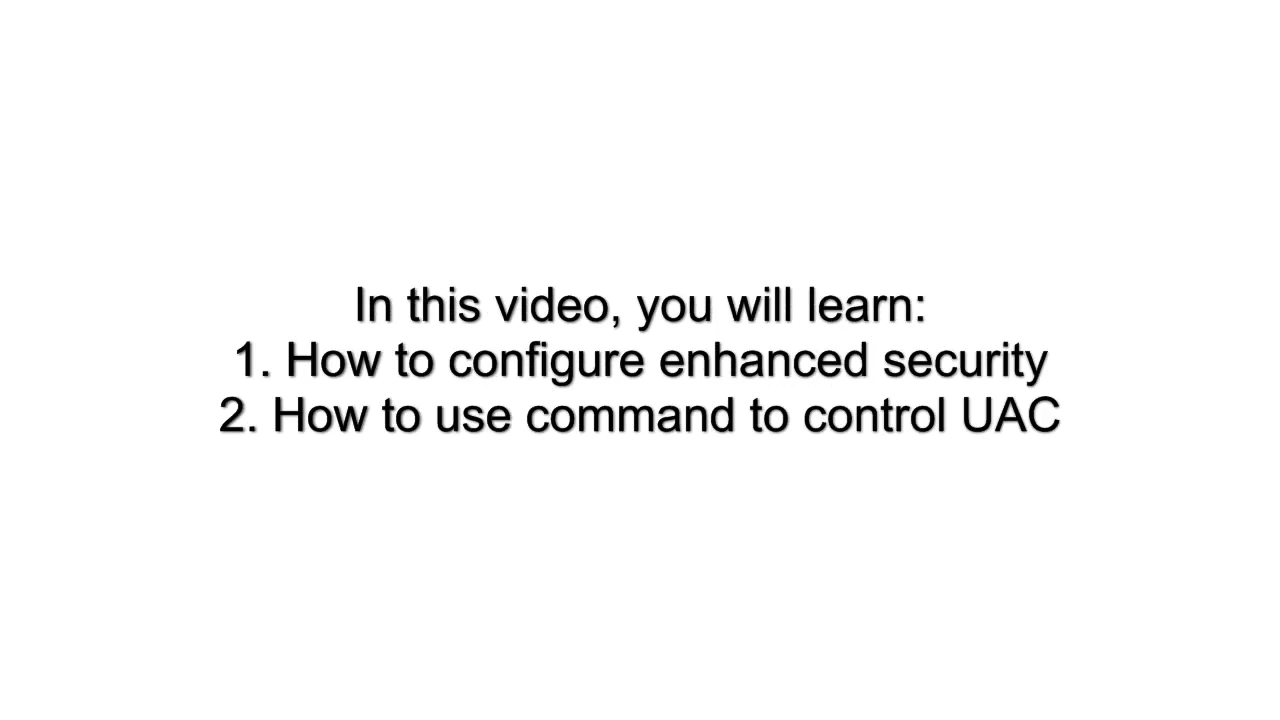 In this video, you will learn:
1. How to configure enhanced security
2. How to use command to control UAC